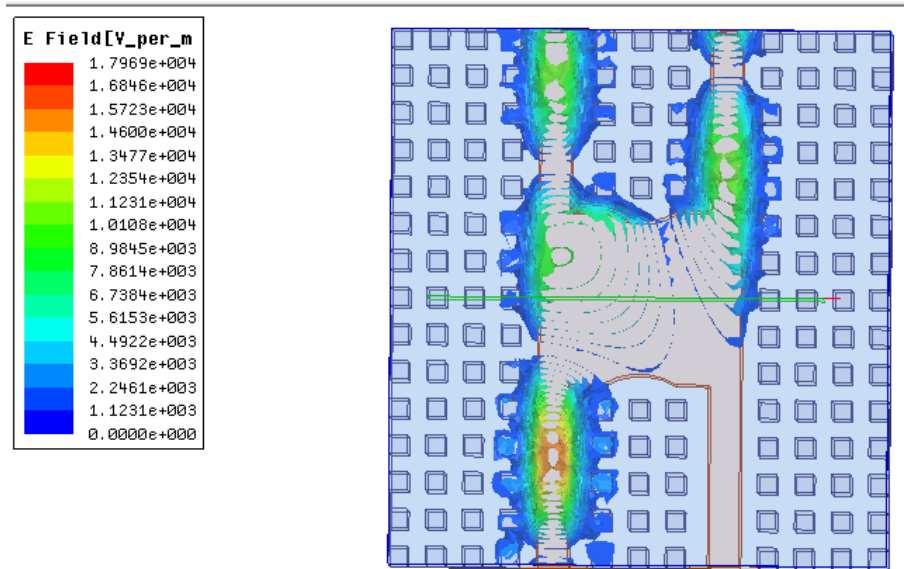 E Field[V_per_m
1.7969e+004
1.6846e+004
1.5723e+004
1.4600e+004
1.3477e+004
1.2354e+004
1.1231e+004
1.0108e+004
8.9845e+003
7.8614e+003
6.7384e+003
5.6153e+003
4.4922e+003
3.3692e+003
2.2461e+003
1.1231e+003
0.0000e+000